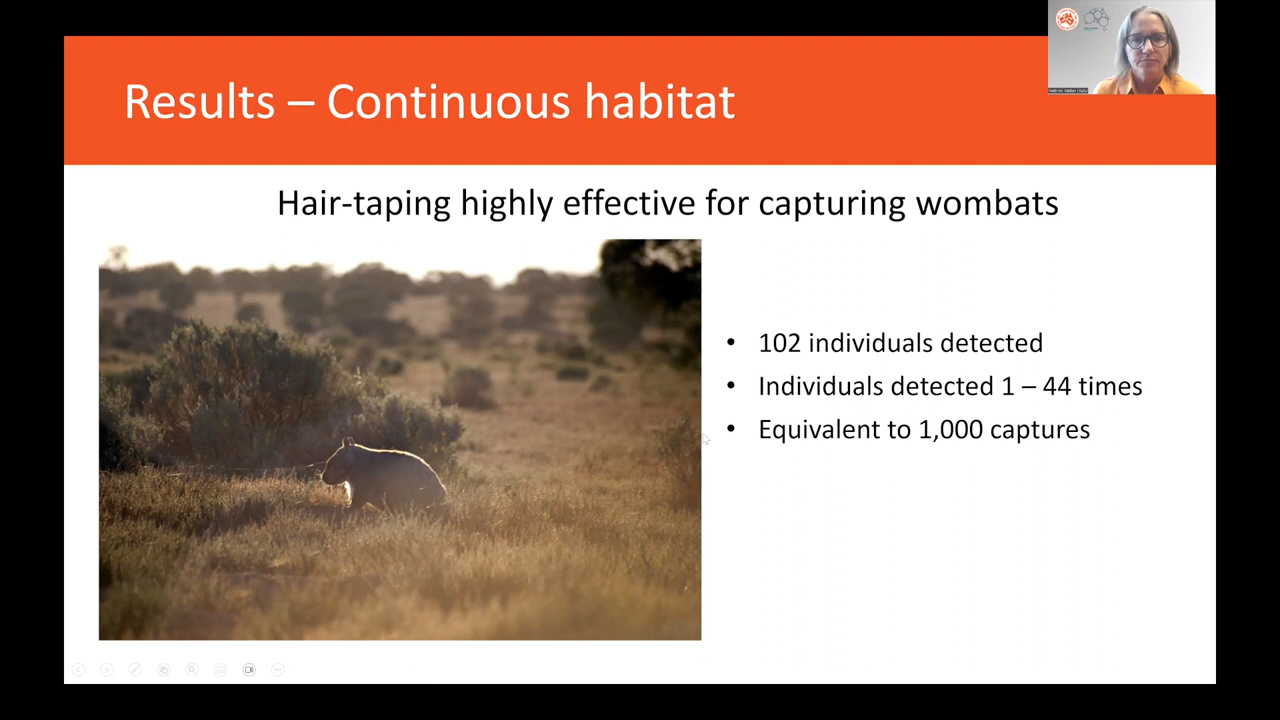 Results – Continuous habitat
Hair-taping highly effective for capturing wombats
• 102 individuals detected
• Individuals detected 1 – 44 times
• Equivalent to 1,000 captures